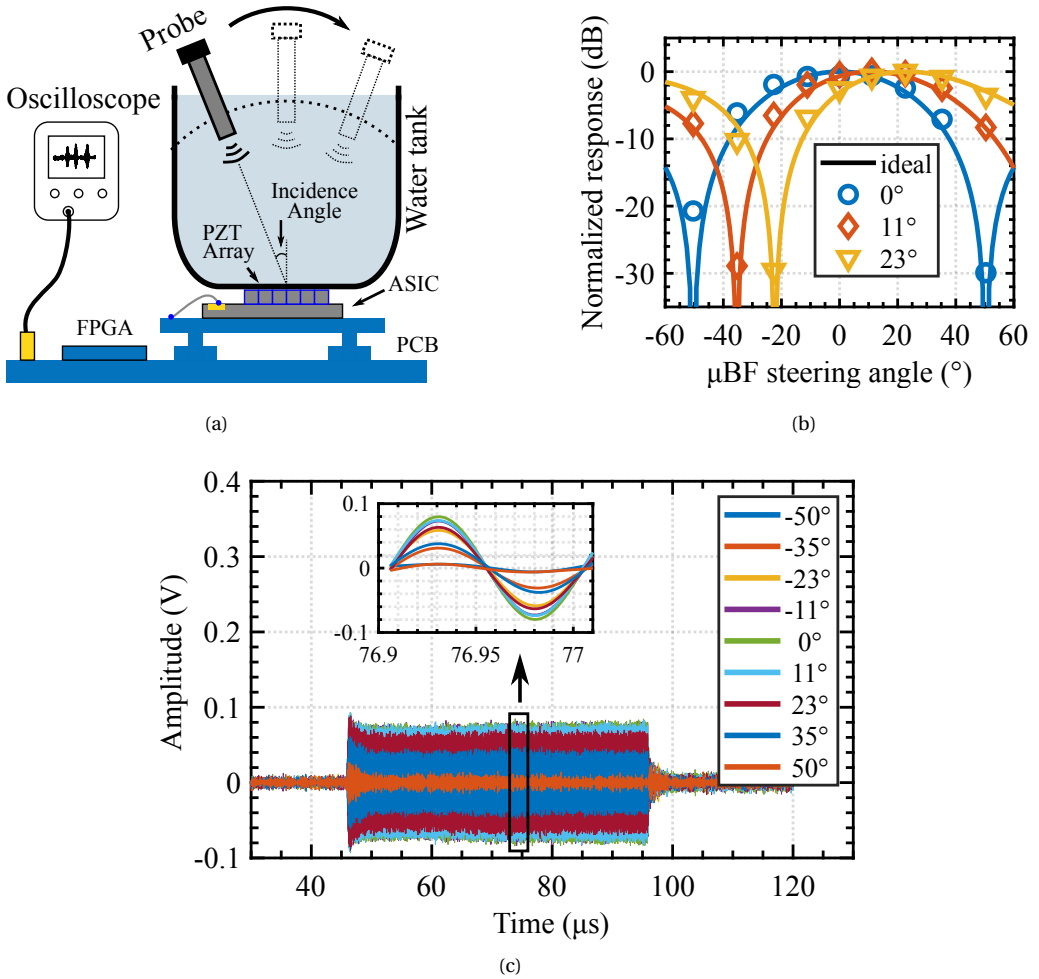 Probe
Oscilloscope
Water tank
Incidence
Angle
PZT
Array
ASIC
FPGA
PCB
(a)
Normalized response (dB)
0
-10
-20
-30
ideal
0°
11°
23°
-60 -40 -20 0 20 40 60
μBF steering angle (°)
(b)
Amplitude (V)
0.4
0.3
0.2
0.1
0
-0.1
0.1
0
-0.1
76.9 76.95 77
-50°
-35°
-23°
-11°
0°
11°
23°
35°
50°
40 60 80 100 120
Time (μs)
(c)